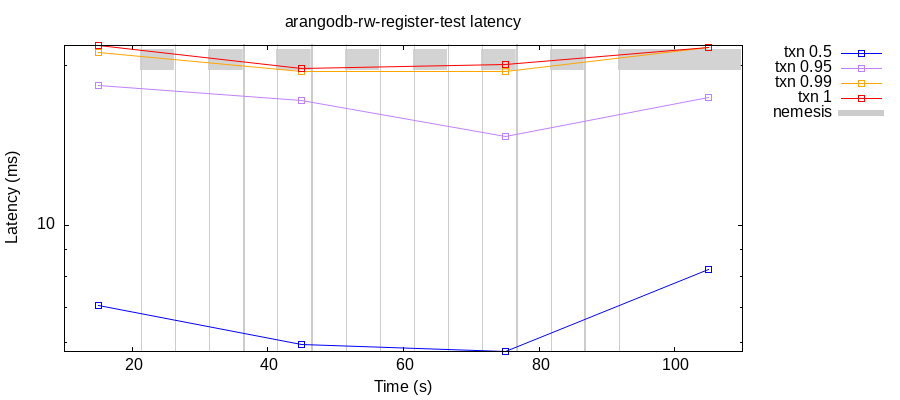 arangodb-rw-register-test latency
txn 0.5
txn 0.95
txn 0.99
txn 1
nemesis
Latency (ms)
10
20 40 60 80 100
Time (s)